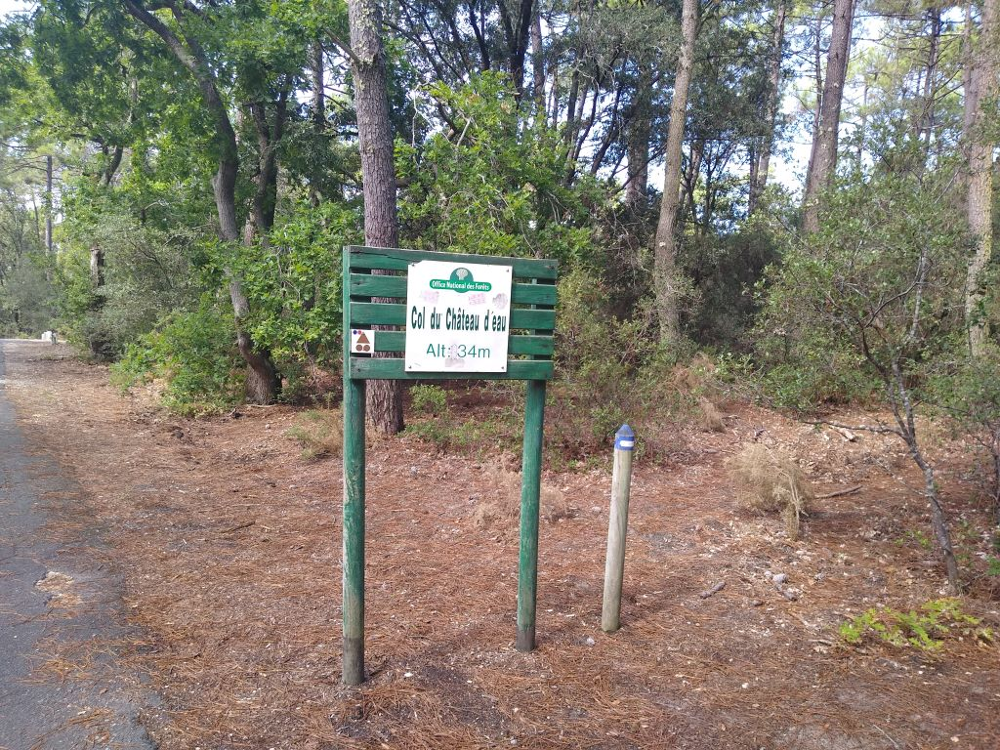 Office National des Forêts
Col du Château d'eau
Alt: 34m